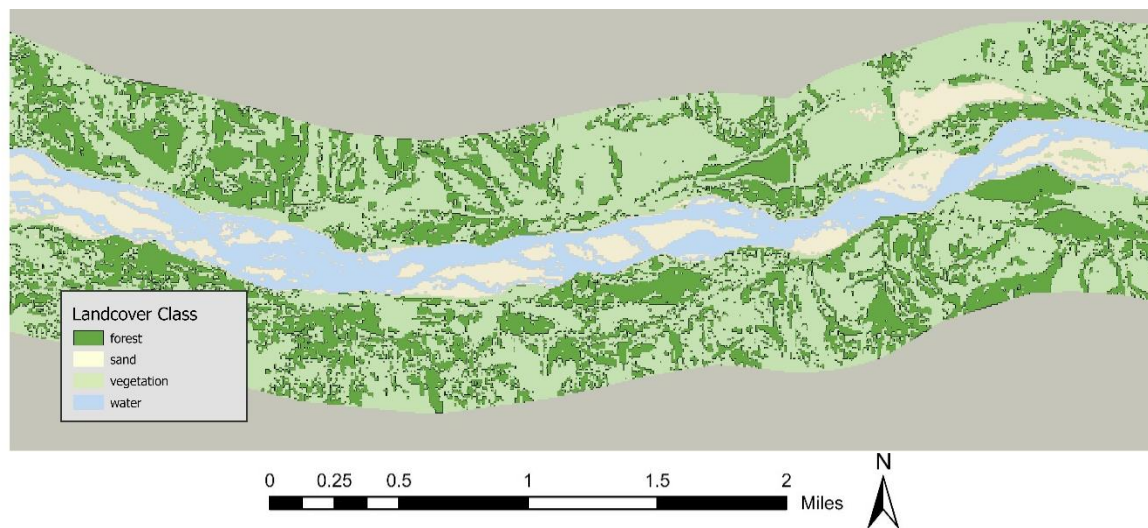 Landcover Class
forest
sand
vegetation
water
0 0.25 0.5 1 1.5 2
Miles
N